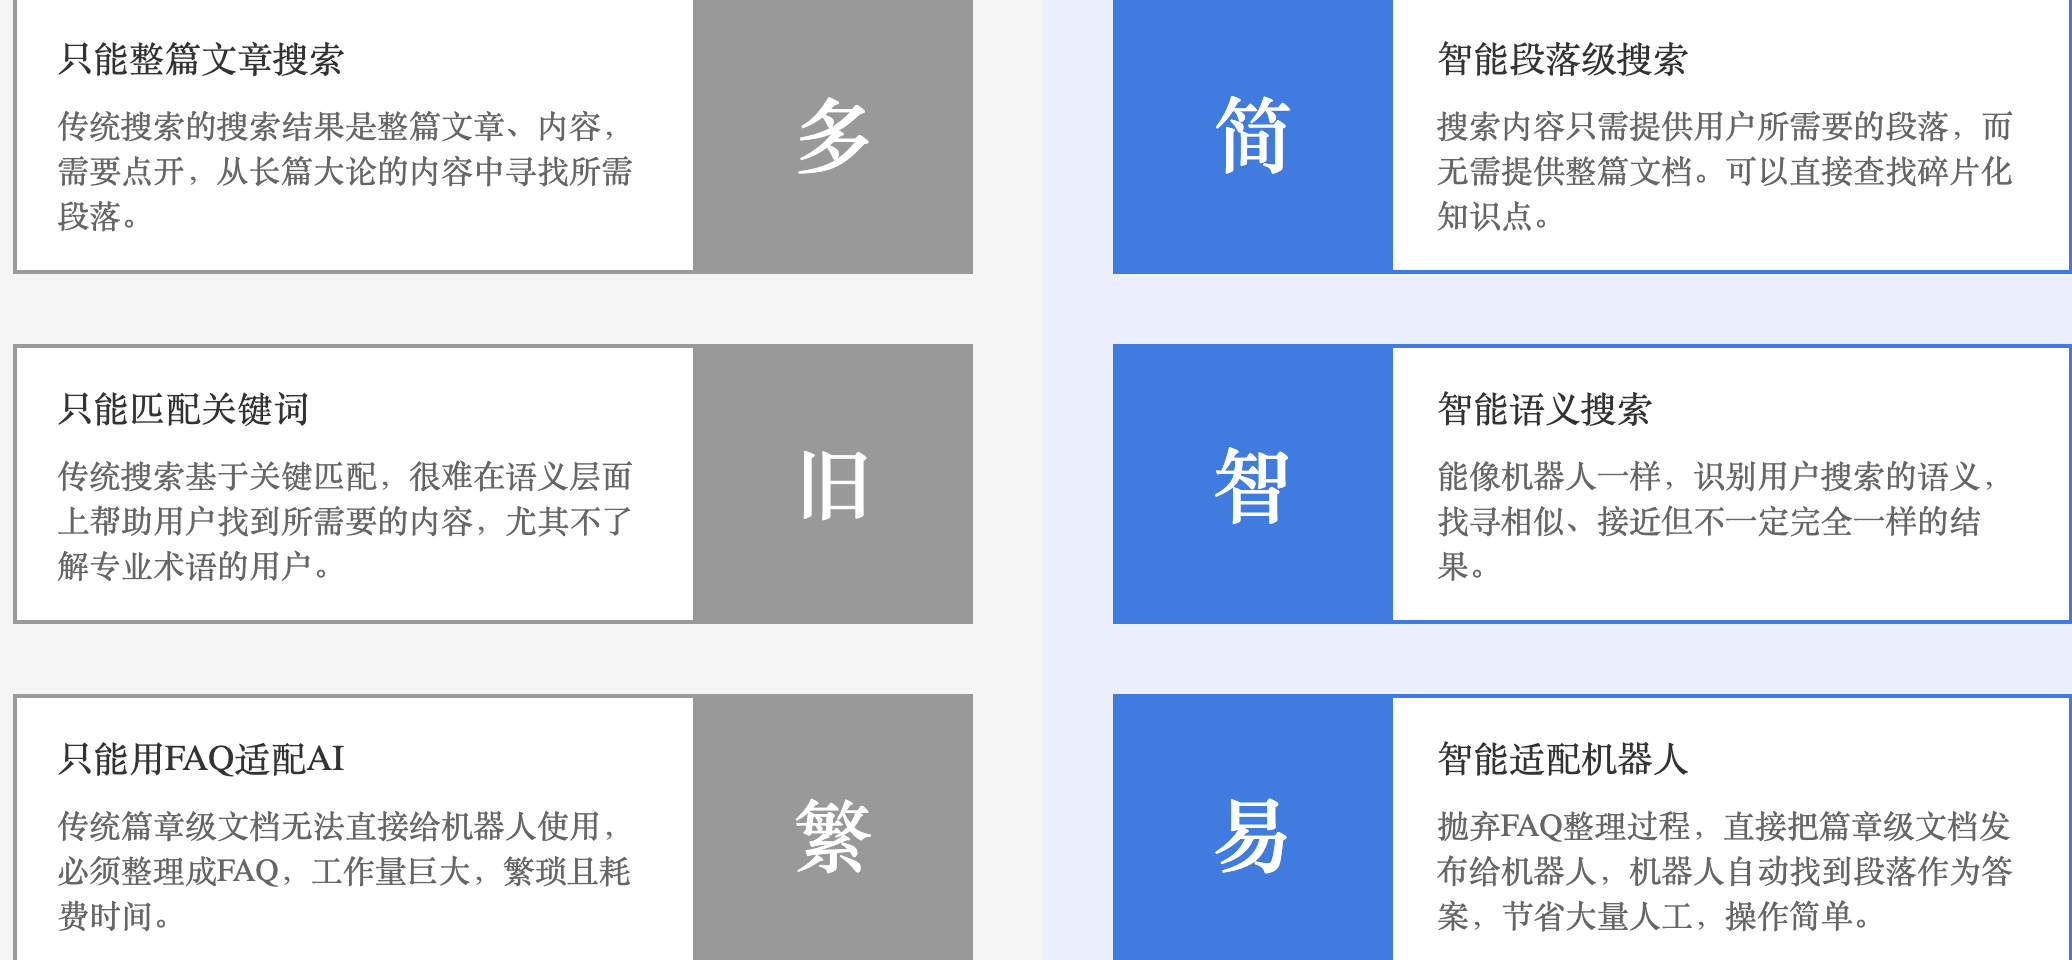 只能整篇文章搜索
传统搜索的搜索结果是整篇文章、内容，
需要点开，从长篇大论的内容中寻找所需
段落。
多
简
智能段落级搜索
搜索内容只需提供用户所需要的段落，而
无需提供整篇文档。可以直接查找碎片化
知识点。
只能匹配关键词
传统搜索基于关键匹配，很难在语义层面
上帮助用户找到所需要的内容，尤其不了
解专业术语的用户。
旧
智
智能语义搜索
能像机器人一样，识别用户搜索的语义，
找寻相似、接近但不一定完全一样的结
果。
只能用FAQ适配AI
传统篇章级文档无法直接给机器人使用，
必须整理成FAQ，工作量巨大，繁琐且耗
费时间。
繁
易
智能适配机器人
抛弃FAQ整理过程，直接把篇章级文档发
布给机器人，机器人自动找到段落作为答
案，节省大量人工，操作简单。